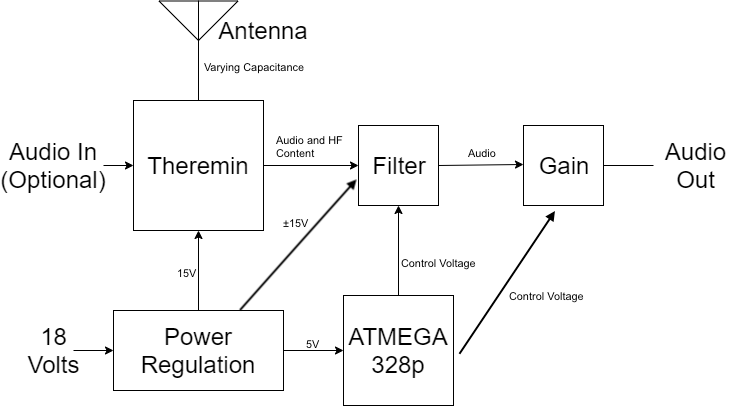 Antenna
Varying Capacitance
Audio In
(Optional)
Theremin
Audio and HF
Content
Filter
Audio
Gain
Audio
Out
15V
±15V
Control Voltage
Control Voltage
18
Volts
Power
Regulation
5V
ATMEGA
328p